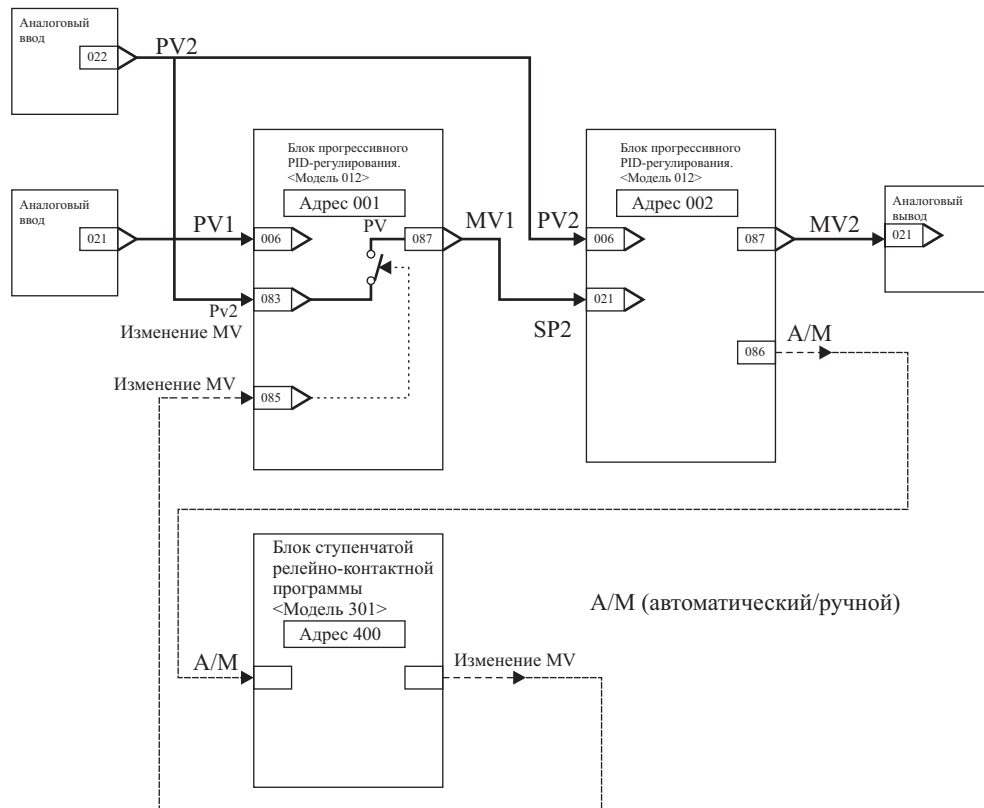 Аналоговый
ввод
022
PV2
Аналоговый
ввод
021
PV1
Блок прогрессивного
PID-регулирования.
<Модель 012>
Адрес 001
PV
006
087
MV1
083
Pv2
Изменение MV
Изменение MV
085
Блок прогрессивного
PID-регулирования.
<Модель 012>
Адрес 002
PV2
006
087
MV2
021
SP2
086
A/M
Аналоговый
вывод
021
Блок ступенчатой
релейно-контактной
программы
<Модель 301>
Адрес 400
A/M
Изменение MV
A/M (автоматический/ручной)